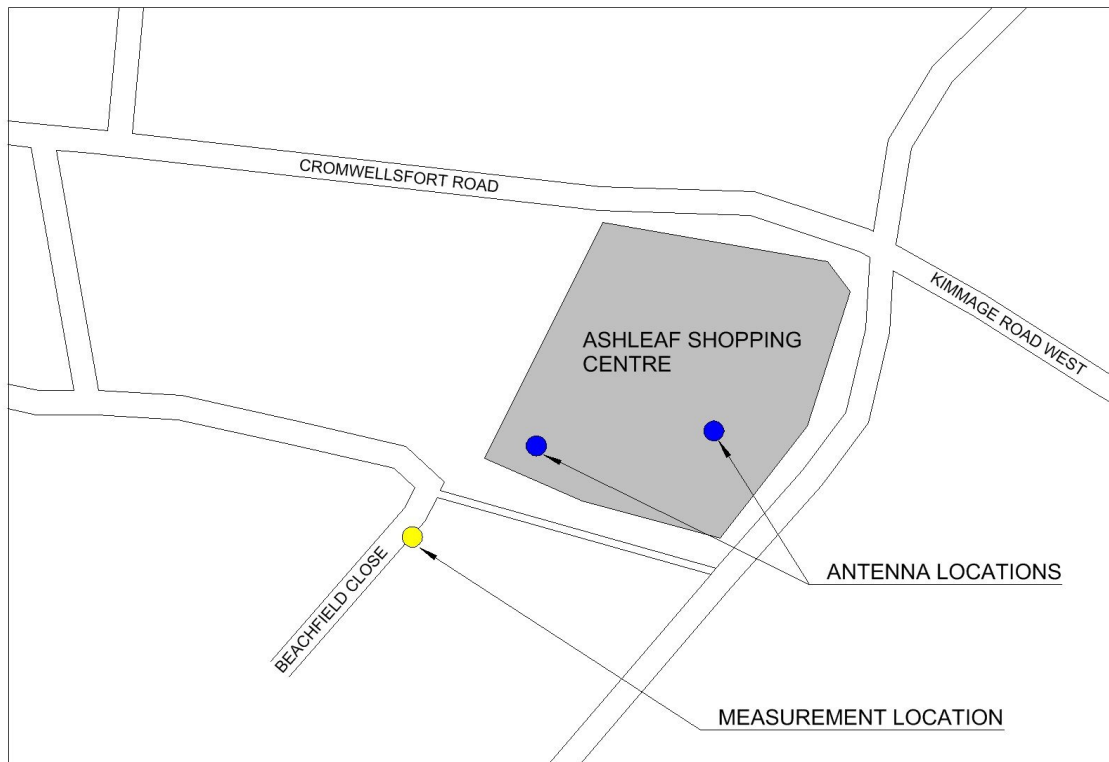 CROMWELLSFORT ROAD
KIMMAGE ROAD WEST
ASHLEAF SHOPPING
CENTRE
BEACHFIELD CLOSE
ANTENNA LOCATIONS
MEASUREMENT LOCATION